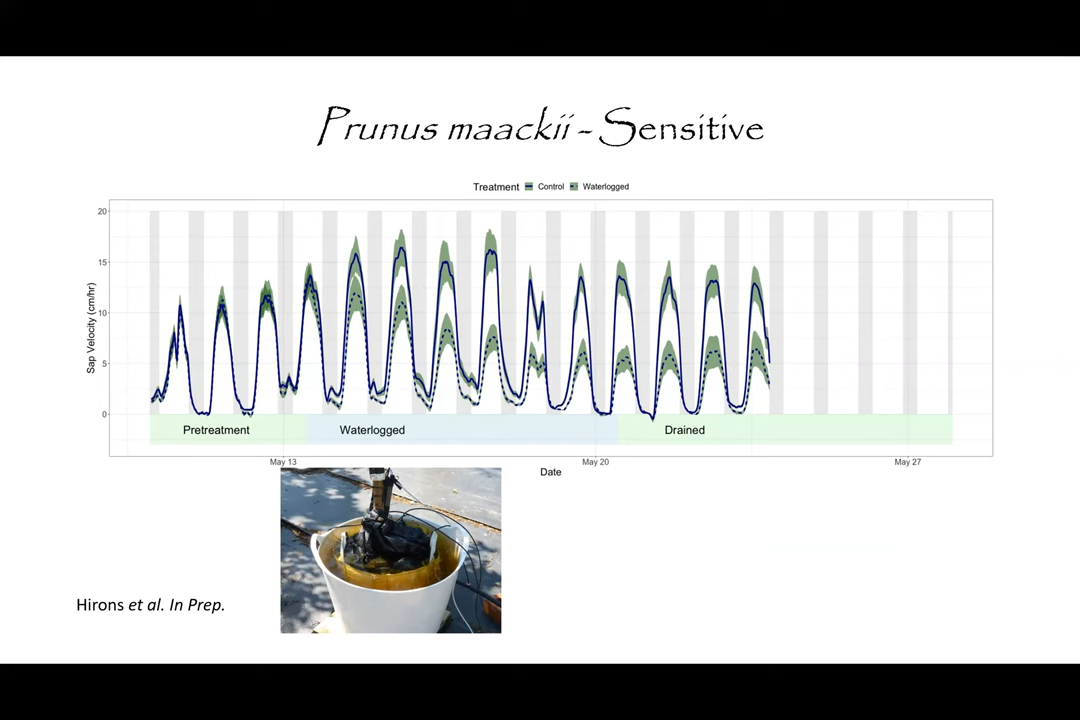 Prunus maackii - Sensitive
Treatment Control Waterlogged
20
15
10
5
0
Sap Velocity (cm/hr)
Pretreatment Waterlogged Drained
May 13 May 20 May 27
Date
Hirons et al. In Prep.